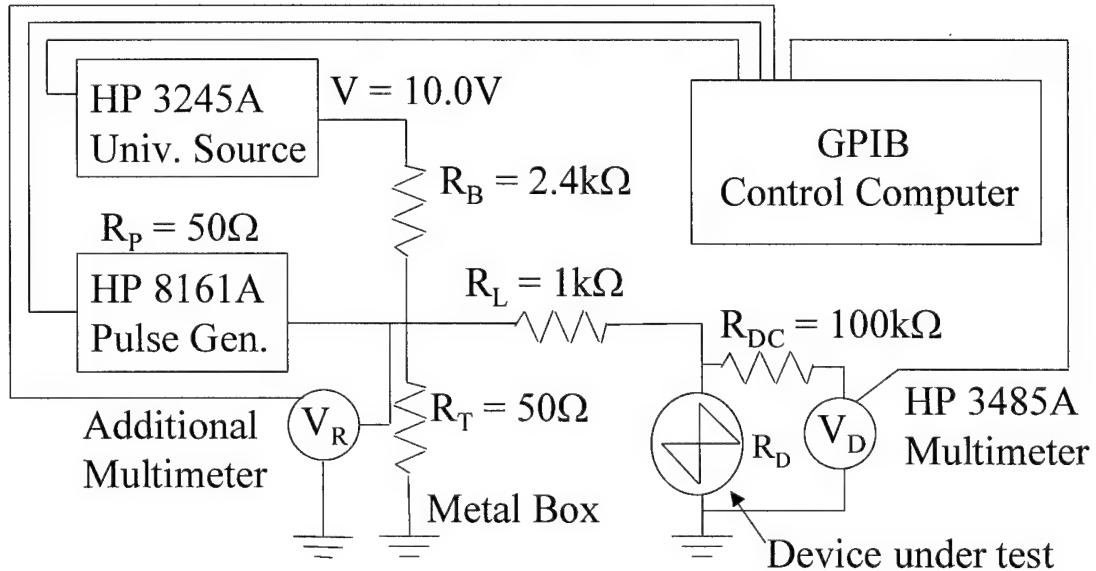 HP 3245A
Univ. Source
V = 10.0V
R_B = 2.4kΩ
GPIB
Control Computer
R_P = 50Ω
HP 8161A
Pulse Gen.
R_L = 1kΩ
R_DC = 100kΩ
Additional
Multimeter
V_R
R_T = 50Ω
R_D
V_D
HP 3485A
Multimeter
Metal Box
Device under test